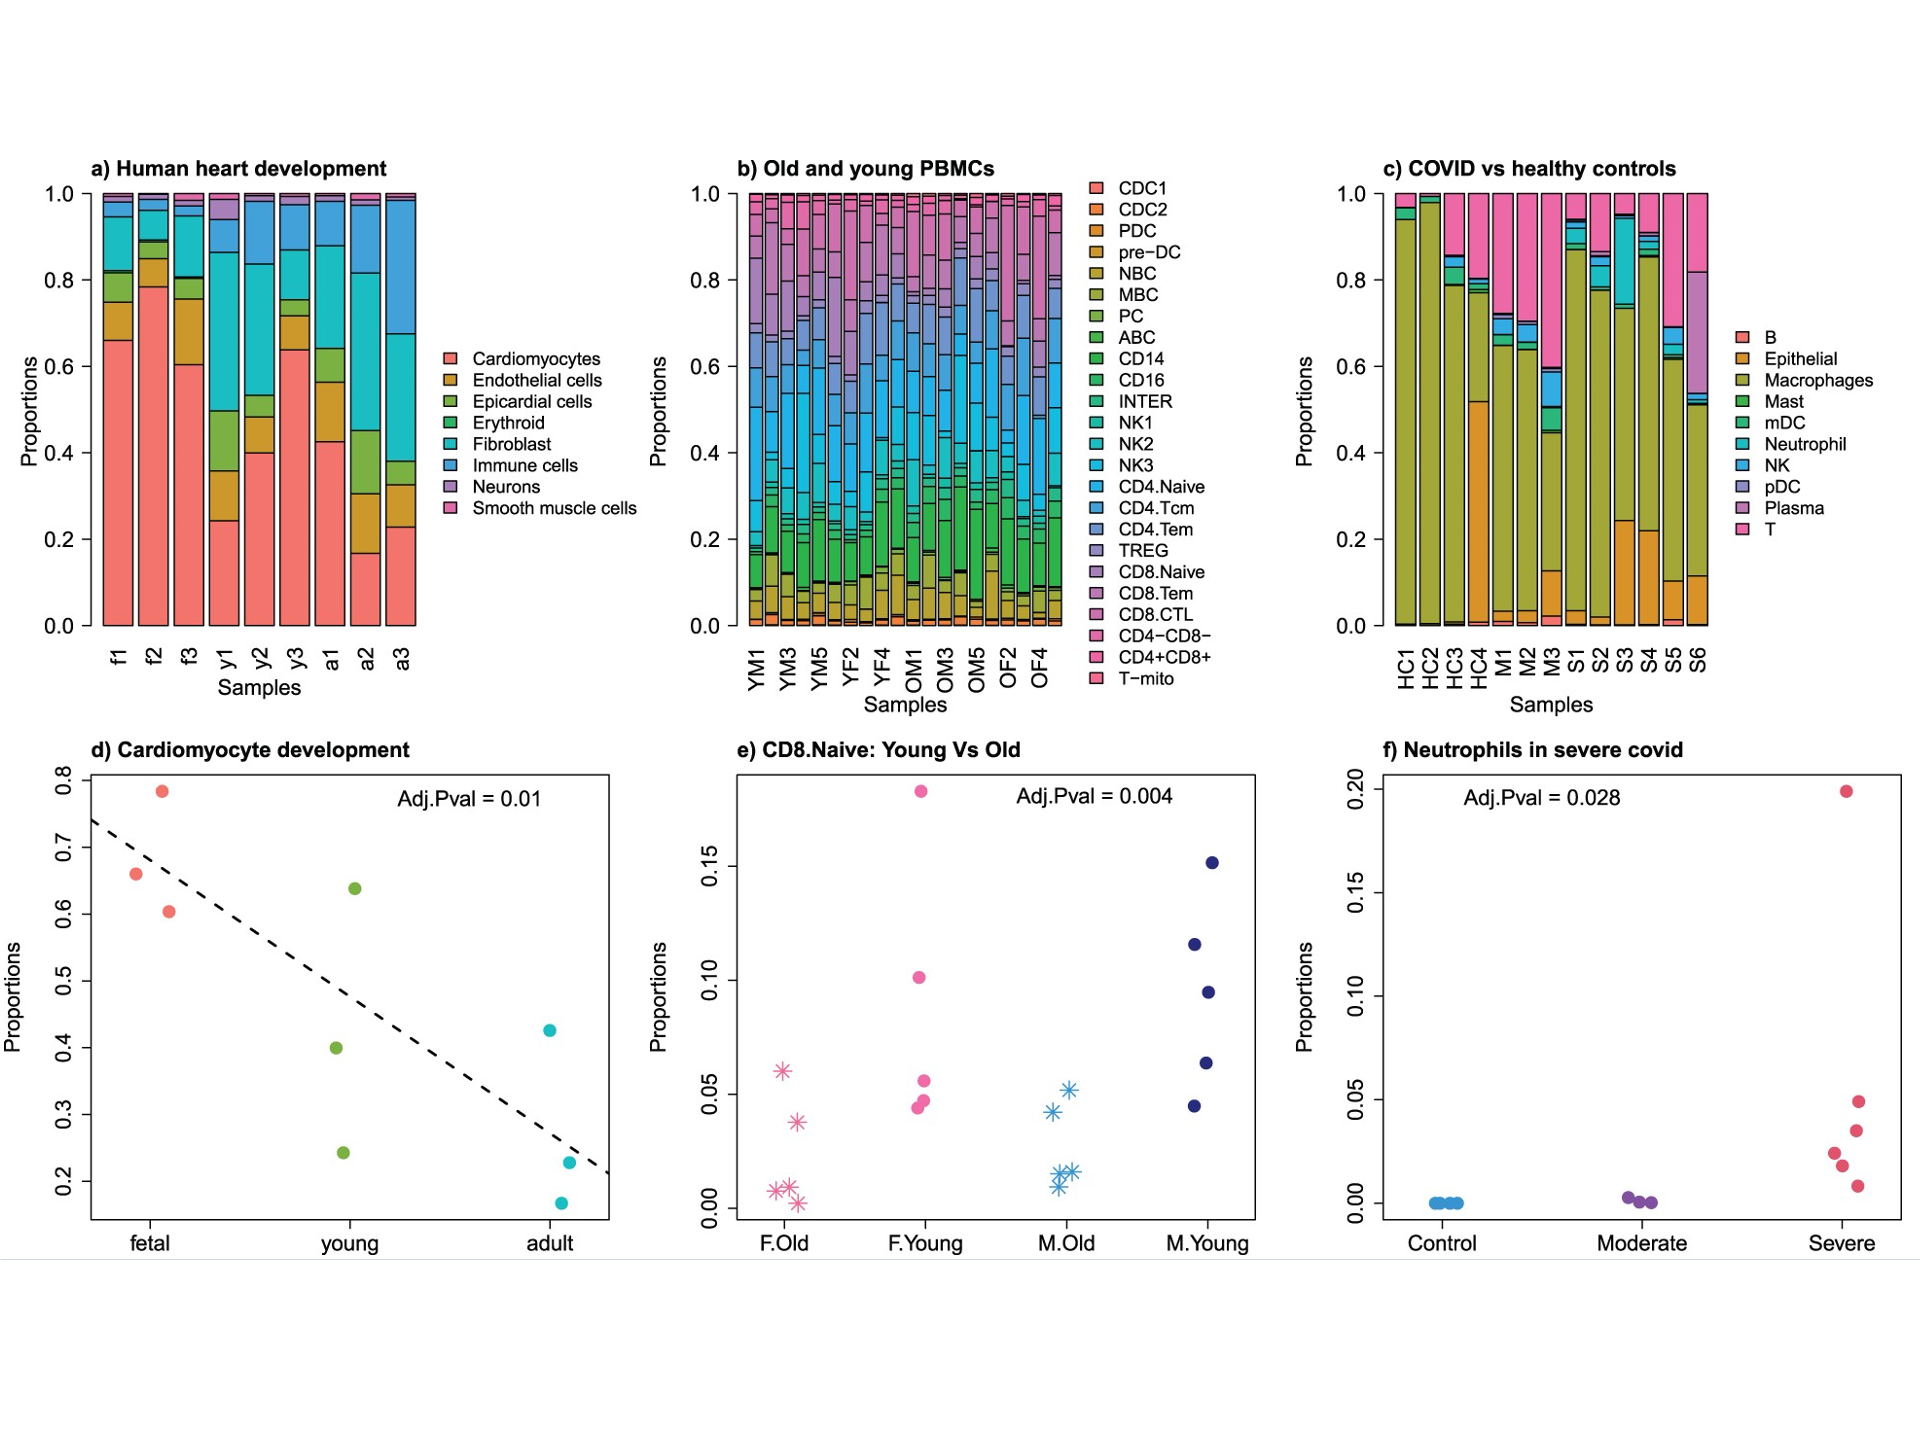 a) Human heart development
1.0
0.8
0.6
0.4
0.2
0.0
Proportions
f1 f2 f3 y1 y2 y3 a1 a2 a3
Samples
Cardiomyocytes
Endothelial cells
Epicardial cells
Erythroid
Fibroblast
Immune cells
Neurons
Smooth muscle cells
b) Old and young PBMCs
1.0
0.8
0.6
0.4
0.2
0.0
Proportions
YM1 YM3 YM5 YF2 YF4 OM1 OM3 OM5 OF2 OF4
Samples
CDC1
CDC2
PDC
pre−DC
NBC
MBC
PC
ABC
CD14
CD16
INTER
NK1
NK2
NK3
CD4.Naive
CD4.Tcm
CD4.Tem
TREG
CD8.Naive
CD8.Tem
CD8.CTL
CD4−CD8−
CD4+CD8+
T−mito
c) COVID vs healthy controls
1.0
0.8
0.6
0.4
0.2
0.0
Proportions
HC1 HC2 HC3 HC4 M1 M2 M3 S1 S2 S3 S4 S5 S6
Samples
B
Epithelial
Macrophages
Mast
mDC
Neutrophil
NK
pDC
Plasma
T
d) Cardiomyocyte development
Adj.Pval = 0.01
0.8
0.7
0.6
0.5
0.4
0.3
0.2
Proportions
fetal young adult
e) CD8.Naive: Young Vs Old
Adj.Pval = 0.004
0.15
0.10
0.05
0.00
Proportions
F.Old F.Young M.Old M.Young
f) Neutrophils in severe covid
Adj.Pval = 0.028
0.20
0.15
0.10
0.05
0.00
Proportions
Control Moderate Severe